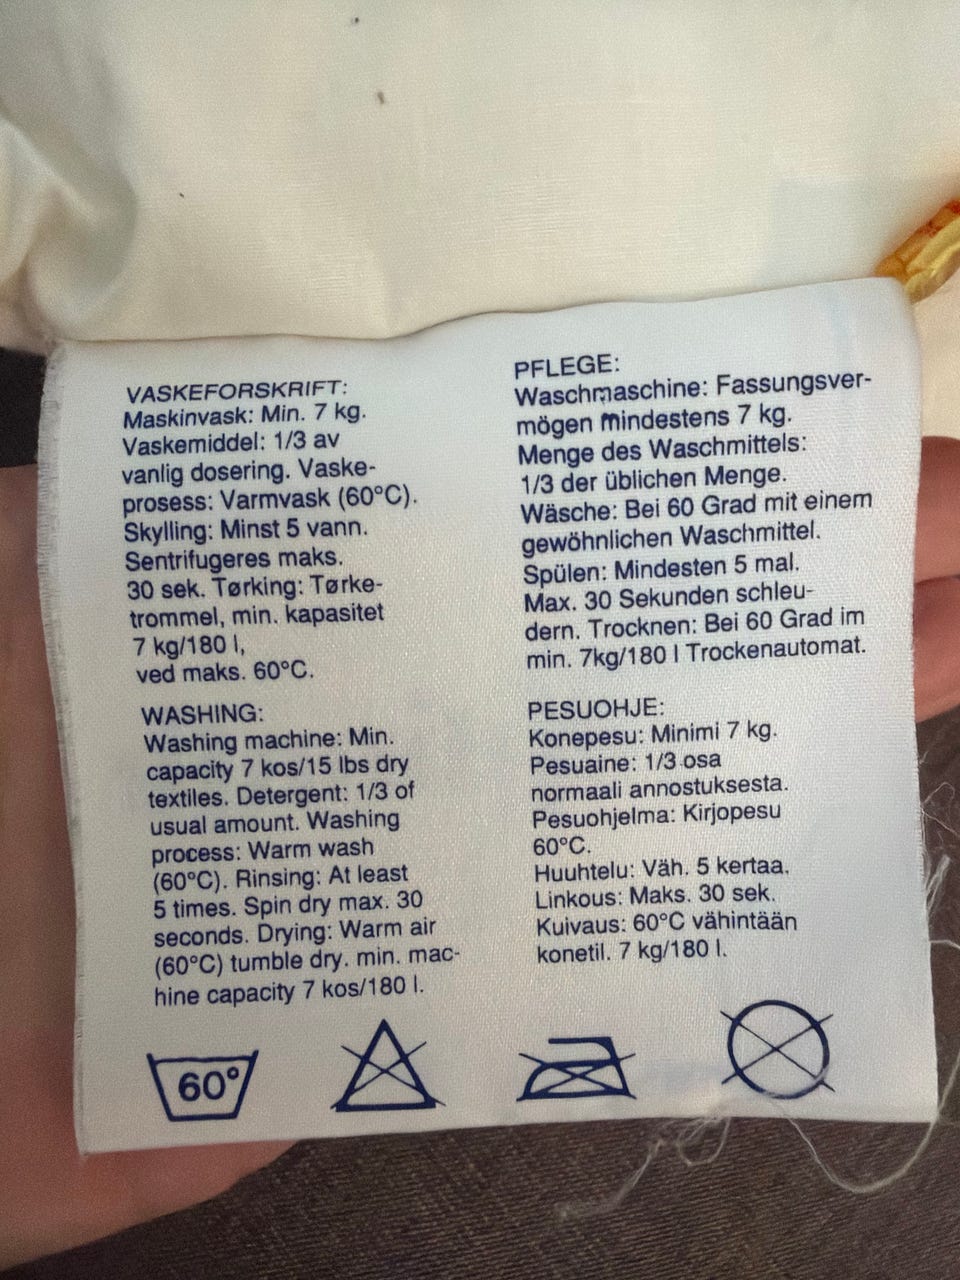 VASKEFORSKRIFT:
Maskinvask: Min. 7 kg.
Vaskemiddel: 1/3 av
vanlig dosering. Vaske-
prosess: Varmvask (60°C).
Skylling: Minst 5 vann.
Sentrifugeres maks.
30 sek. Tørking: Tørke-
trommel, min. kapasitet
7 kg/180 l,
ved maks. 60°C.
WASHING:
Washing machine: Min.
capacity 7 kos/15 lbs dry
textiles. Detergent: 1/3 of
usual amount. Washing
process: Warm wash
(60°C). Rinsing: At least
5 times. Spin dry max. 30
seconds. Drying: Warm air
(60°C) tumble dry. min. mac-
hine capacity 7 kos/180 l.
PFLEGE:
Waschmaschine: Fassungsver-
mögen mindestens 7 kg.
Menge des Waschmittels:
1/3 der üblichen Menge.
Wäsche: Bei 60 Grad mit einem
gewöhnlichen Waschmittel.
Spülen: Mindesten 5 mal.
Max. 30 Sekunden schleu-
dern. Trocknen: Bei 60 Grad im
min. 7kg/180 l Trockenautomat.
PESUOHJE:
Konepesu: Minimi 7 kg.
Pesuaine: 1/3 osa
normaali annostuksesta.
Pesuohjelma: Kirjopesu
60°C.
Huuhtelu: Väh. 5 kertaa.
Linkous: Maks. 30 sek.
Kuivaus: 60°C vähintään
konetil. 7 kg/180 l.
60°